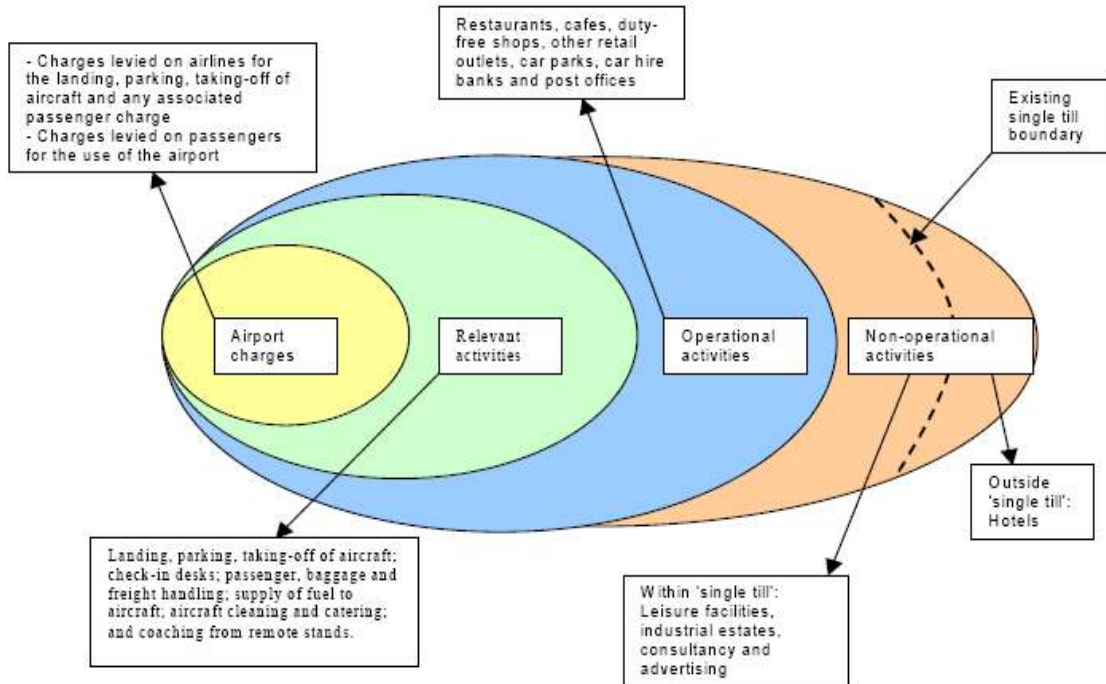 - Charges levied on airlines for
the landing, parking, taking-off of
aircraft and any associated
passenger charge
- Charges levied on passengers
for the use of the airport
Restaurants, cafes, duty-
free shops, other retail
outlets, car parks, car hire
banks and post offices
Existing
single till
boundary
Airport
charges
Relevant
activities
Operational
activities
Non-operational
activities
Outside
'single till':
Hotels
Landing, parking, taking-off of aircraft;
check-in desks; passenger, baggage and
freight handling; supply of fuel to
aircraft; aircraft cleaning and catering;
and coaching from remote stands.
Within 'single till':
Leisure facilities,
industrial estates,
consultancy and
advertising